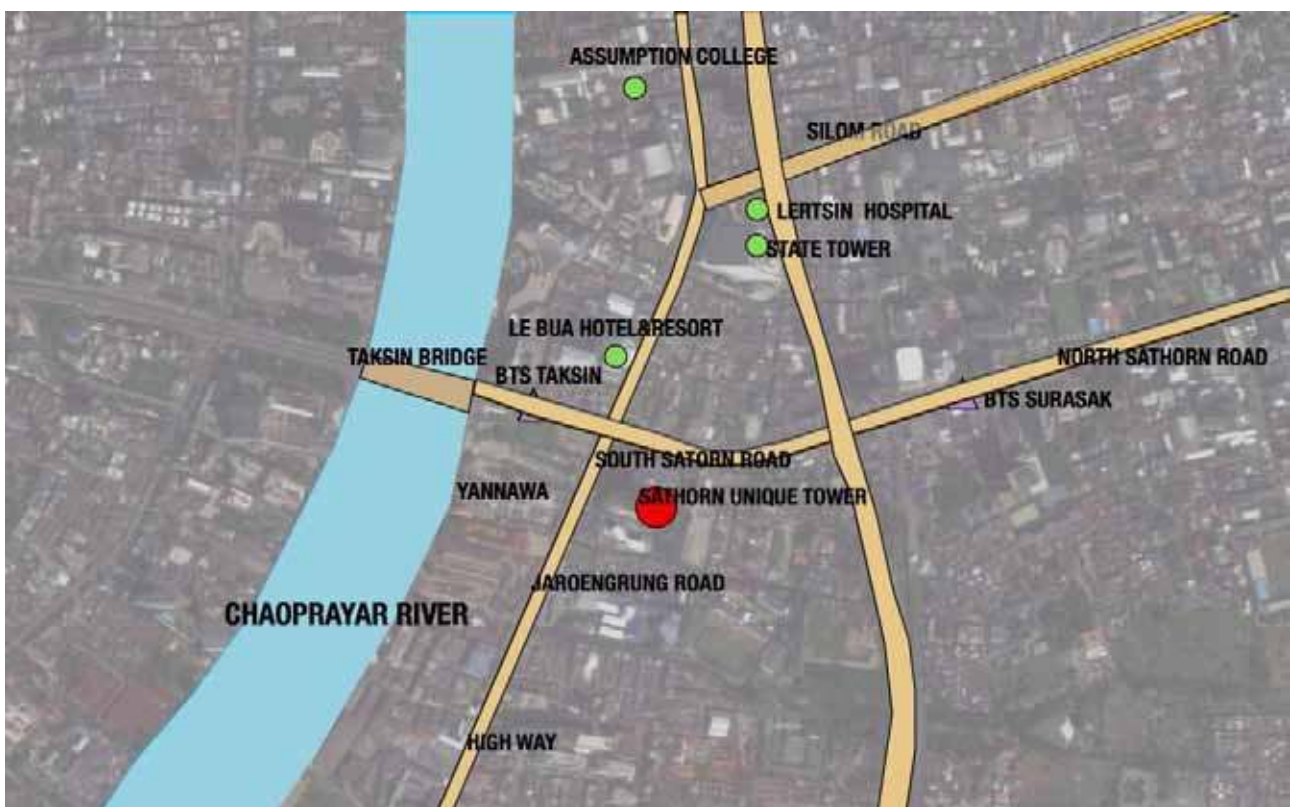 ASSUMPTION COLLEGE
SILOM ROAD
LERTSIN HOSPITAL
STATE TOWER
LE BUA HOTEL&RESORT
TAKSIN BRIDGE
NORTH SATHORN ROAD
BTS TAKSIN
BTS SURASAK
SOUTH SATORN ROAD
YANNAWA
SATHORN UNIQUE TOWER
JAROENGRUNG ROAD
CHAOPRAYAR RIVER
HIGH WAY